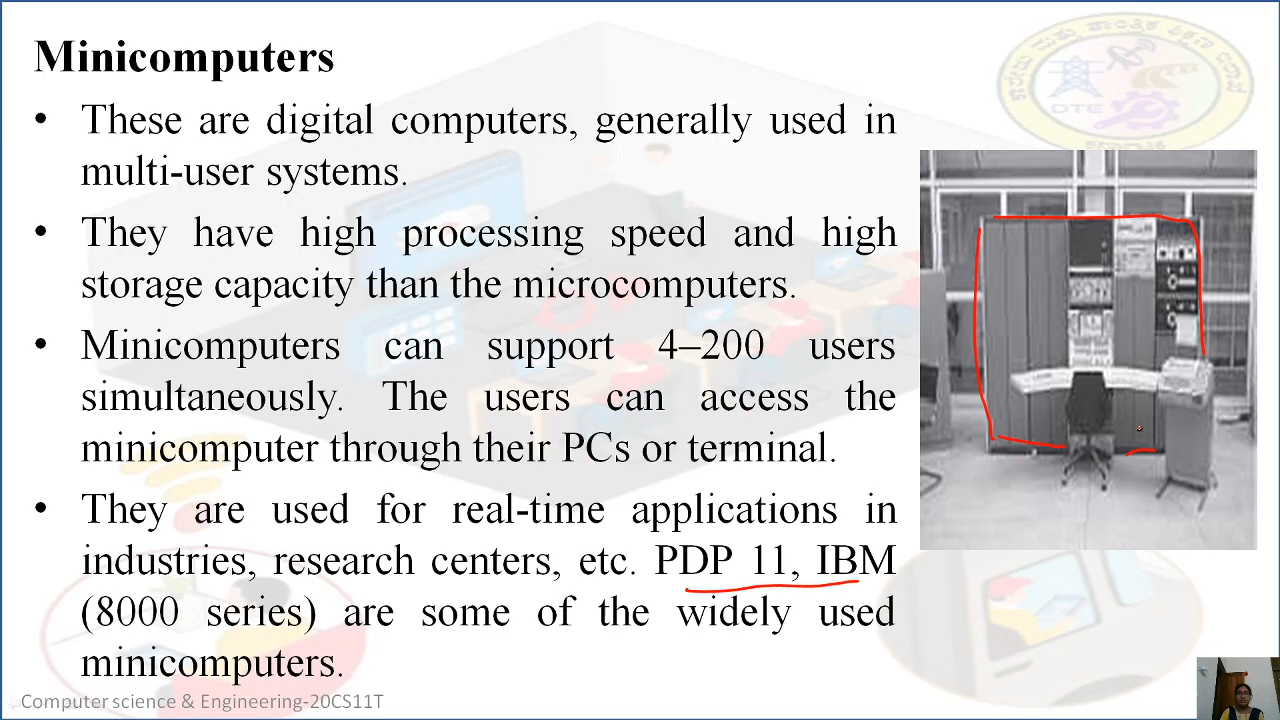 Minicomputers
• These are digital computers, generally used in
multi-user systems.
• They have high processing speed and high
storage capacity than the microcomputers.
• Minicomputers can support 4–200 users
simultaneously. The users can access the
minicomputer through their PCs or terminal.
• They are used for real-time applications in
industries, research centers, etc. PDP 11, IBM
(8000 series) are some of the widely used
minicomputers.
DTE
Computer science & Engineering-20CS11T